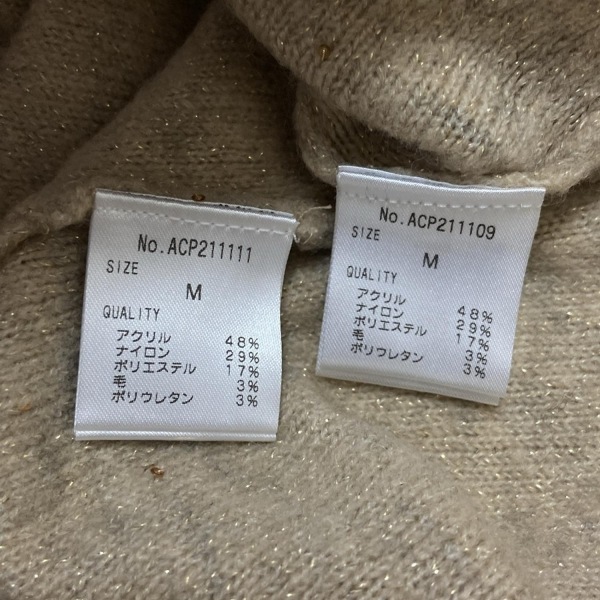 No.ACP211111
SIZE
M
QUALITY
アクリル 48%
ナイロン 29%
ポリエステル 17%
毛 3%
ポリウレタン 3%
No.ACP211109
SIZE
M
QUALITY
アクリル 48%
ナイロン 29%
ポリエステル 17%
毛 3%
ポリウレタン 3%